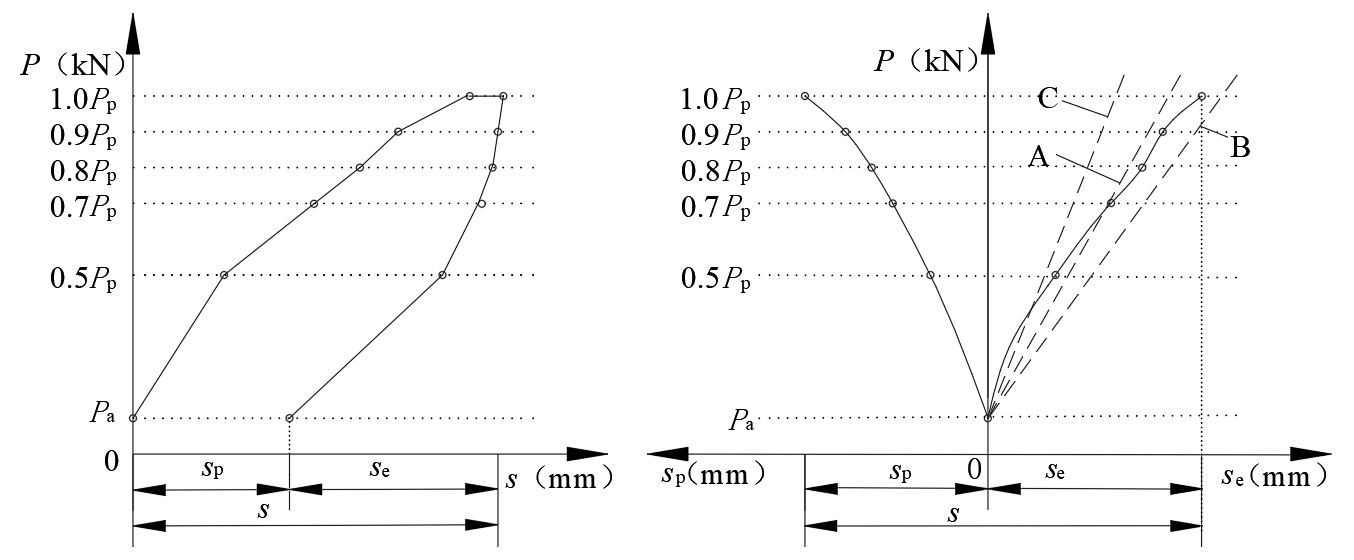 P（kN）
1.0Pp
0.9Pp
0.8Pp
0.7Pp
0.5Pp
Pa
0
sp
se
s（mm）
s
P（kN）
1.0Pp
0.9Pp
0.8Pp
0.7Pp
0.5Pp
Pa
C
A
B
sp(mm)
sp
0
se
se(mm)
s